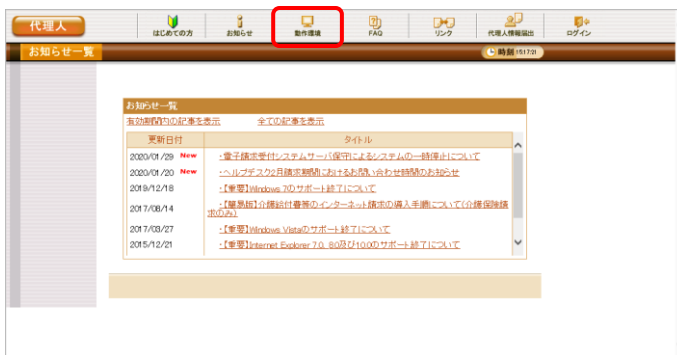 代理人
はじめての方
お知らせ
動作環境
FAQ
リンク
代理人情報届出
ログイン
お知らせ一覧
時刻 15:17:21
お知らせ一覧
有効期間内の記事を表示 全ての記事を表示
更新日付 タイトル
2020/01/29 New ・電子請求受付システムサーバ保守によるシステムの一時停止について
2020/01/20 New ・ヘルプデスク2月請求期間におけるお問い合わせ時間のお知らせ
2019/12/18 ・【重要】Windows 7のサポート終了について
2017/08/14 ・【簡易版】介護給付費等のインターネット請求の導入手順について(介護保険請
求のみ)
2017/03/27 ・【重要】Windows Vistaのサポート終了について
2015/12/21 ・【重要】Internet Explorer 7.0、8.0及び10.0のサポート終了について